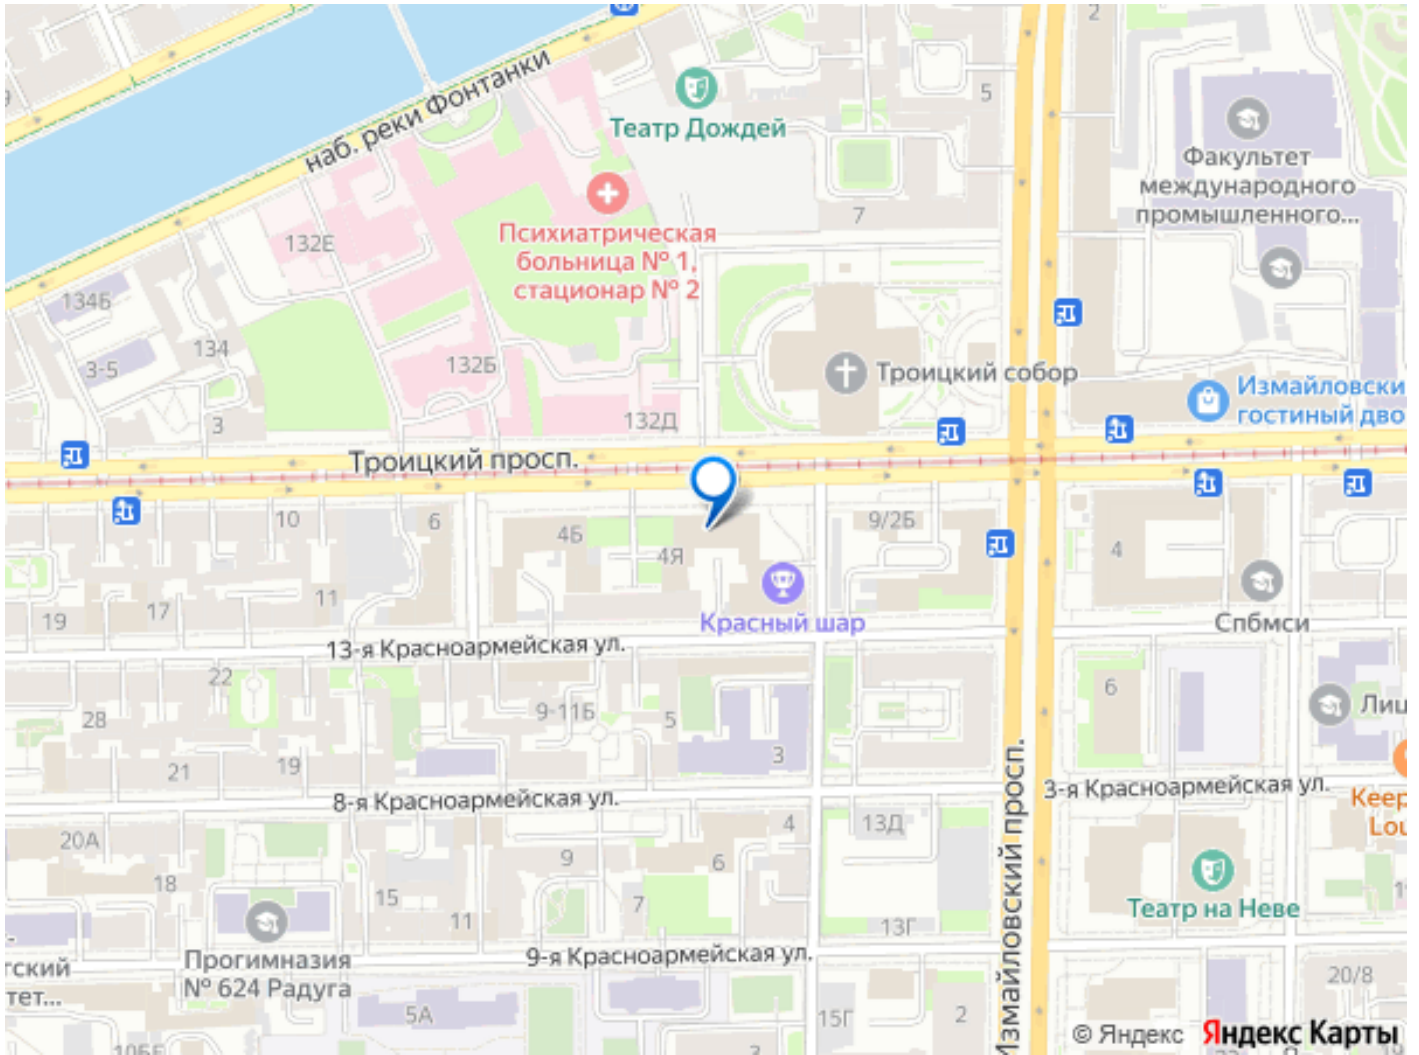 2
наб. реки Фонтанки
Театр Дождей
5
Факультет
международного
промышленного...
7
132Е
Психиатрическая
больница № 1,
стационар № 2
134Б
134
3-5
132Б
Троицкий собор
Измайловски
гостиный дво
3
132Д
Троицкий просп.
10
6
4Б
4Я
9/2Б
4
11
17
19
Красный шар
Спбмси
13-я Красноармейская ул.
22
28
9-11Б
5
6
Лиц
21
19
3
8-я Красноармейская ул.
3-я Красноармейская ул.
Keep
Lou
20А
4
13Д
9
6
18
15
11
7
13Г
Театр на Неве
Измайловский просп.
9-я Красноармейская ул.
Прогимназия
№ 624 Радуга
гский
тет...
20/8
5А
15Г
2
© Яндекс Яндекс Карты